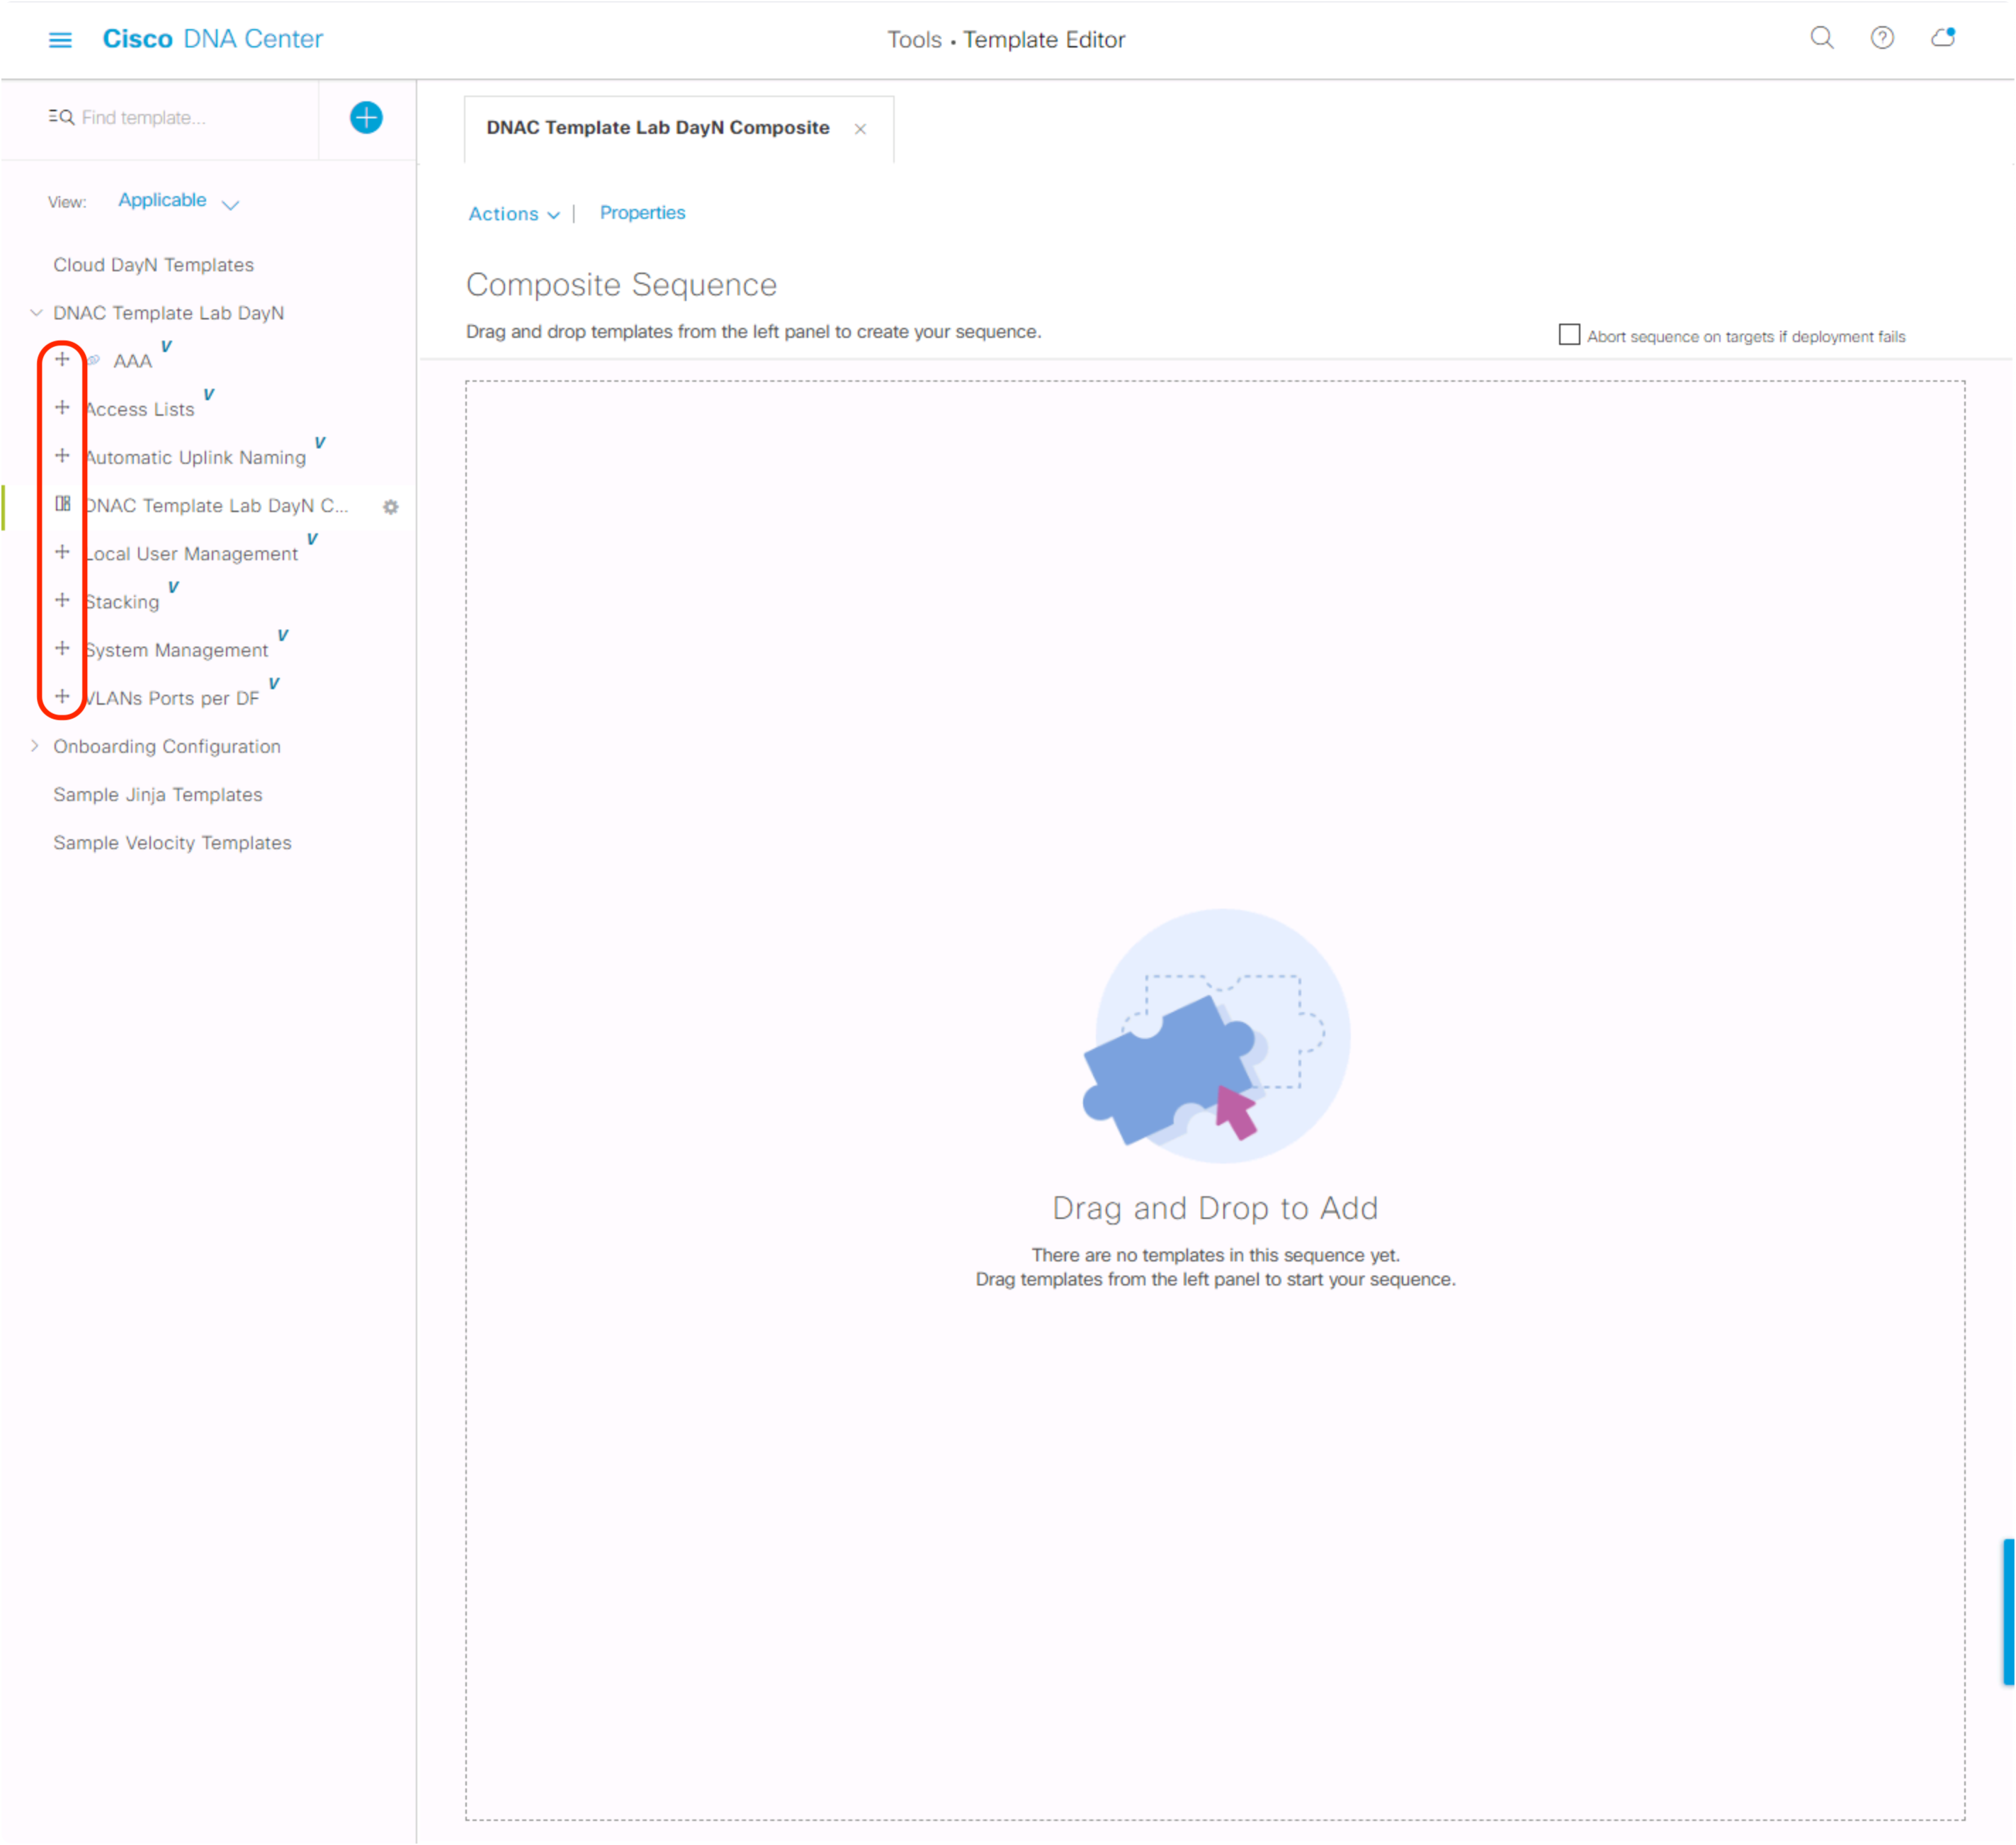 Cisco DNA Center
Tools • Template Editor
Find template...
DNAC Template Lab DayN Composite
View: Applicable
Actions | Properties
Cloud DayN Templates
Composite Sequence
DNAC Template Lab DayN
Drag and drop templates from the left panel to create your sequence.
Abort sequence on targets if deployment fails
AAA V
Access Lists V
Automatic Uplink Naming V
DNAC Template Lab DayN C...
Local User Management V
Stacking V
System Management V
VLANs Ports per DF V
Onboarding Configuration
Sample Jinja Templates
Sample Velocity Templates
Drag and Drop to Add
There are no templates in this sequence yet.
Drag templates from the left panel to start your sequence.